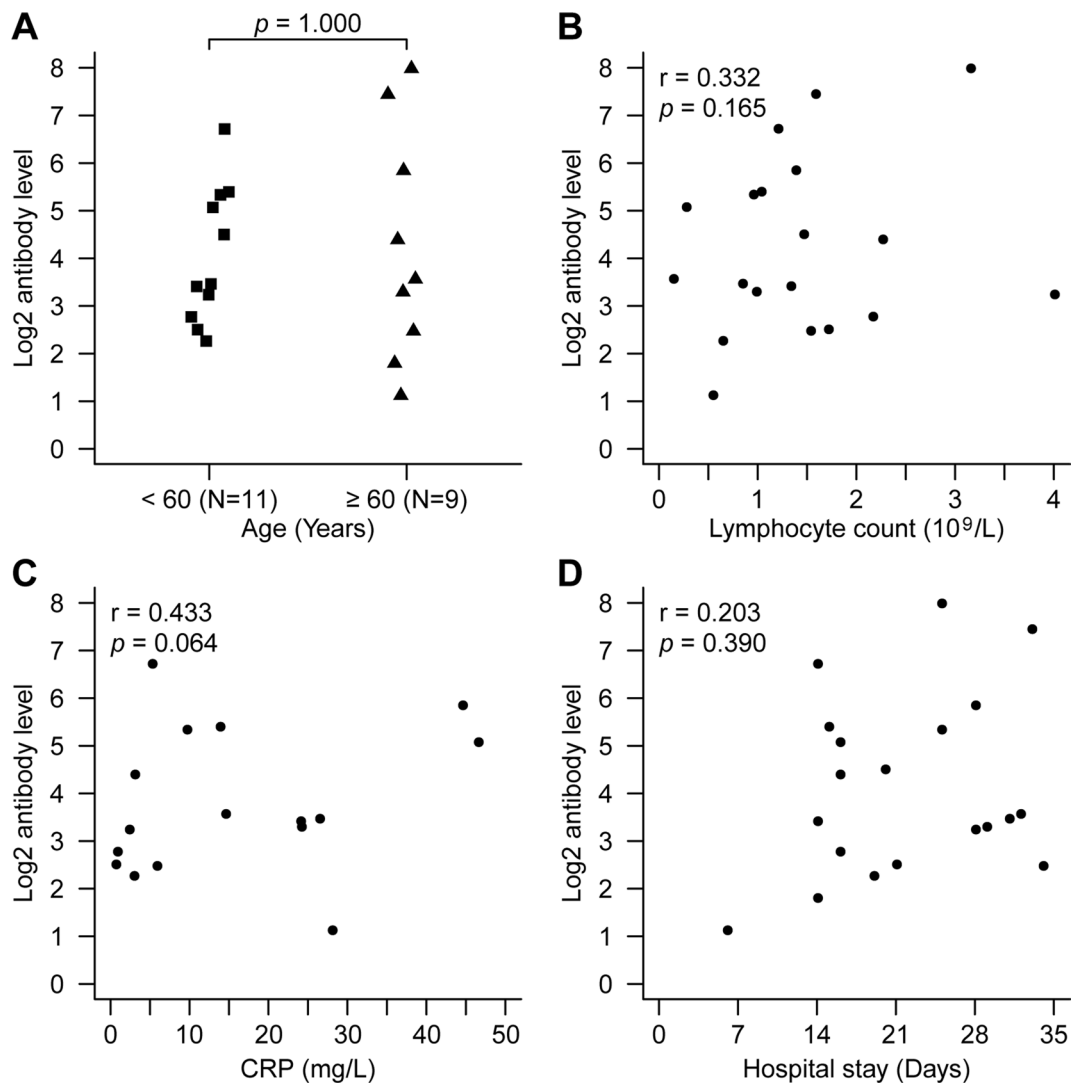 A
p = 1.000
8
7
6
5
4
3
2
1
0
Log2 antibody level
< 60 (N=11)
≥ 60 (N=9)
Age (Years)
B
r = 0.332
p = 0.165
8
7
6
5
4
3
2
1
0
Log2 antibody level
0 1 2 3 4
Lymphocyte count (10⁹/L)
C
r = 0.433
p = 0.064
8
7
6
5
4
3
2
1
0
Log2 antibody level
0 10 20 30 40 50
CRP (mg/L)
D
r = 0.203
p = 0.390
8
7
6
5
4
3
2
1
0
Log2 antibody level
0 7 14 21 28 35
Hospital stay (Days)